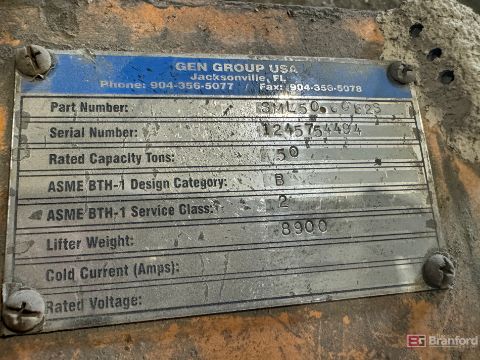 GEN GROUP USA
Jacksonville, FL
Phone: 904-356-5077 / Fax: 904-356-5078
Part Number:
Serial Number: 1245754494
Rated Capacity Tons: 50
ASME BTH-1 Design Category: B
ASME BTH-1 Service Class: 2
Lifter Weight: 8900
Cold Current (Amps):
Rated Voltage:
EG Branford